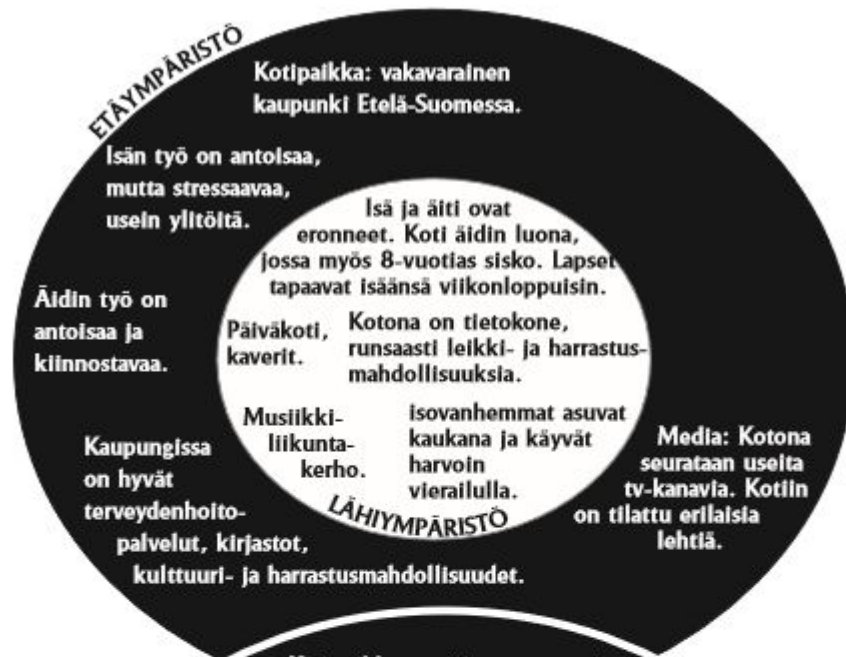 ETÄYMPÄRISTÖ
Kotipaikka: vakavarainen
kaupunki Etelä-Suomessa.
Isän työ on antoisaa,
mutta stressaavaa,
usein ylitöitä.
Isä ja äiti ovat
eronneet. Koti äidin luona,
jossa myös 8-vuotias sisko. Lapset
tapaavat isäänsä viikonloppuisin.
Äidin työ on
antoisaa ja
kiinnostavaa.
Päiväkoti,
kaverit.
Kotona on tietokone,
runsaasti leikki- ja harrastus-
mahdollisuuksia.
Musiikki-
liikunta-
kerho.
isovanhemmat asuvat
kaukana ja käyvät
harvoin
vierailulla.
LÄHIYMPÄRISTÖ
Kaupungissa
on hyvät
terveydenhoito-
palvelut, kirjastot,
kulttuuri- ja harrastusmahdollisuudet.
Media: Kotona
seurataan useita
tv-kanavia. Kotiin
on tilattu erilaisia
lehtiä.